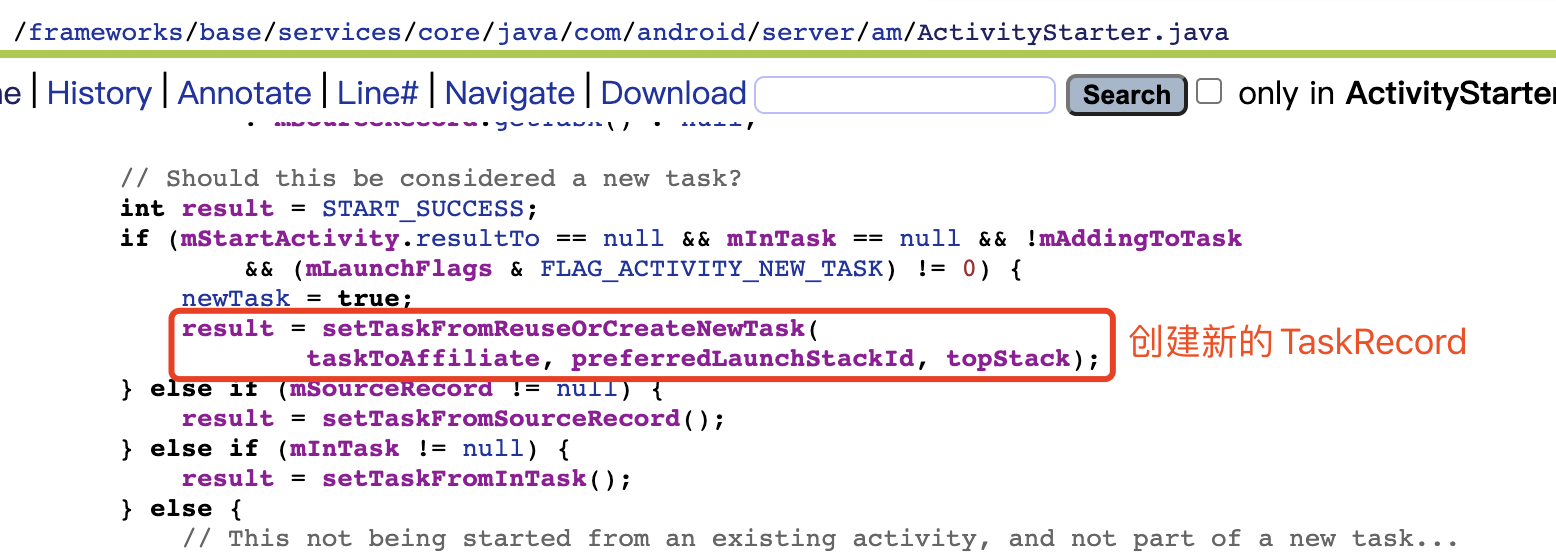 /frameworks/base/services/core/java/com/android/server/am/ActivityStarter.java
History | Annotate | Line# | Navigate | Download Search only in
: mSourceRecord.getTask() : null;
// Should this be considered a new task?
int result = START_SUCCESS;
if (mStartActivity.resultTo == null && mInTask == null && !mAddingToTask
&& (mLaunchFlags & FLAG_ACTIVITY_NEW_TASK) != 0) {
newTask = true;
result = setTaskFromReuseOrCreateNewTask(
taskToAffiliate, preferredLaunchStackId, topStack);
创建新的 TaskRecord
} else if (mSourceRecord != null) {
result = setTaskFromSourceRecord();
} else if (mInTask != null) {
result = setTaskFromInTask();
} else {
// This not being started from an existing activity, and not part of a new task...